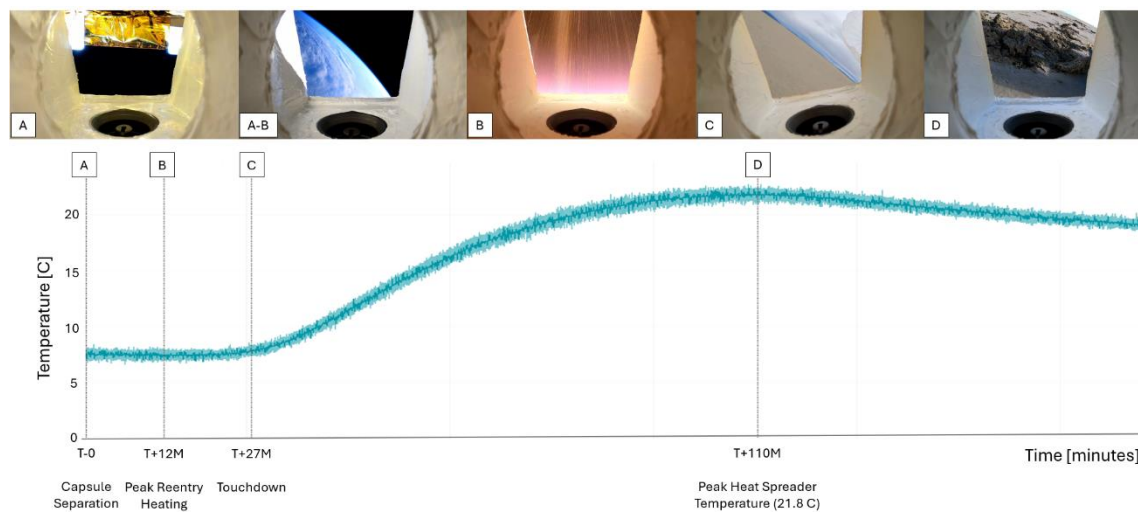 A
A-B
B
C
D
A
B
C
D
20
15
10
5
0
Temperature [C]
T-0
T+12M
T+27M
T+110M
Time [minutes]
Capsule
Separation
Peak Reentry
Heating
Touchdown
Peak Heat Spreader
Temperature (21.8 C)